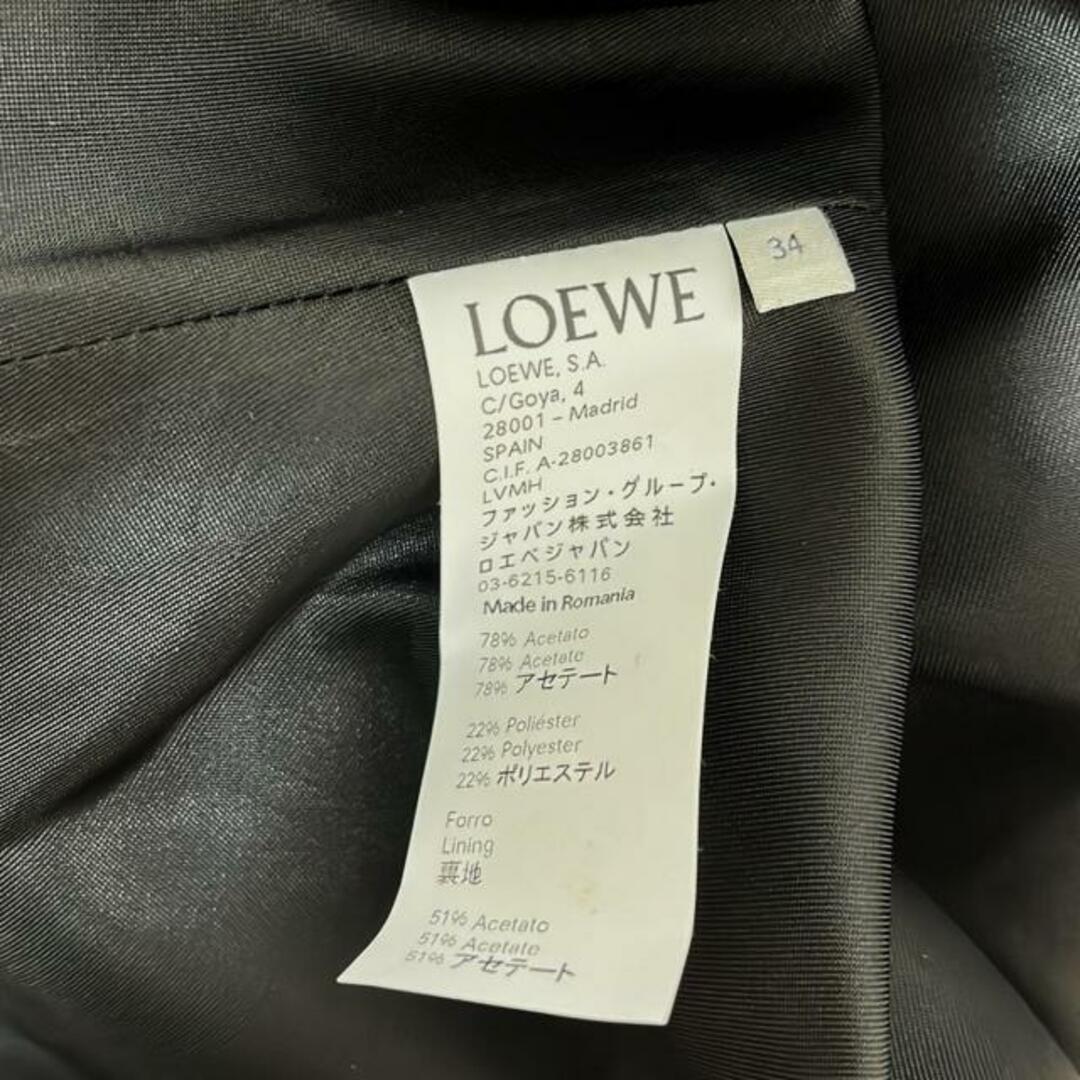 34
LOEWE
LOEWE, S.A.
C/Goya, 4
28001 – Madrid
SPAIN
C.I.F. A-28003861
LVMH
ファッション・グループ・
ジャパン株式会社
ロエベジャパン
03-6215-6116
Made in Romania
78% Acetato
78% Acetate
78% アセテート
22% Poliéster
22% Polyester
22% ポリエステル
Forro
Lining
裏地
51% Acetato
51% Acetate
51% アセテート